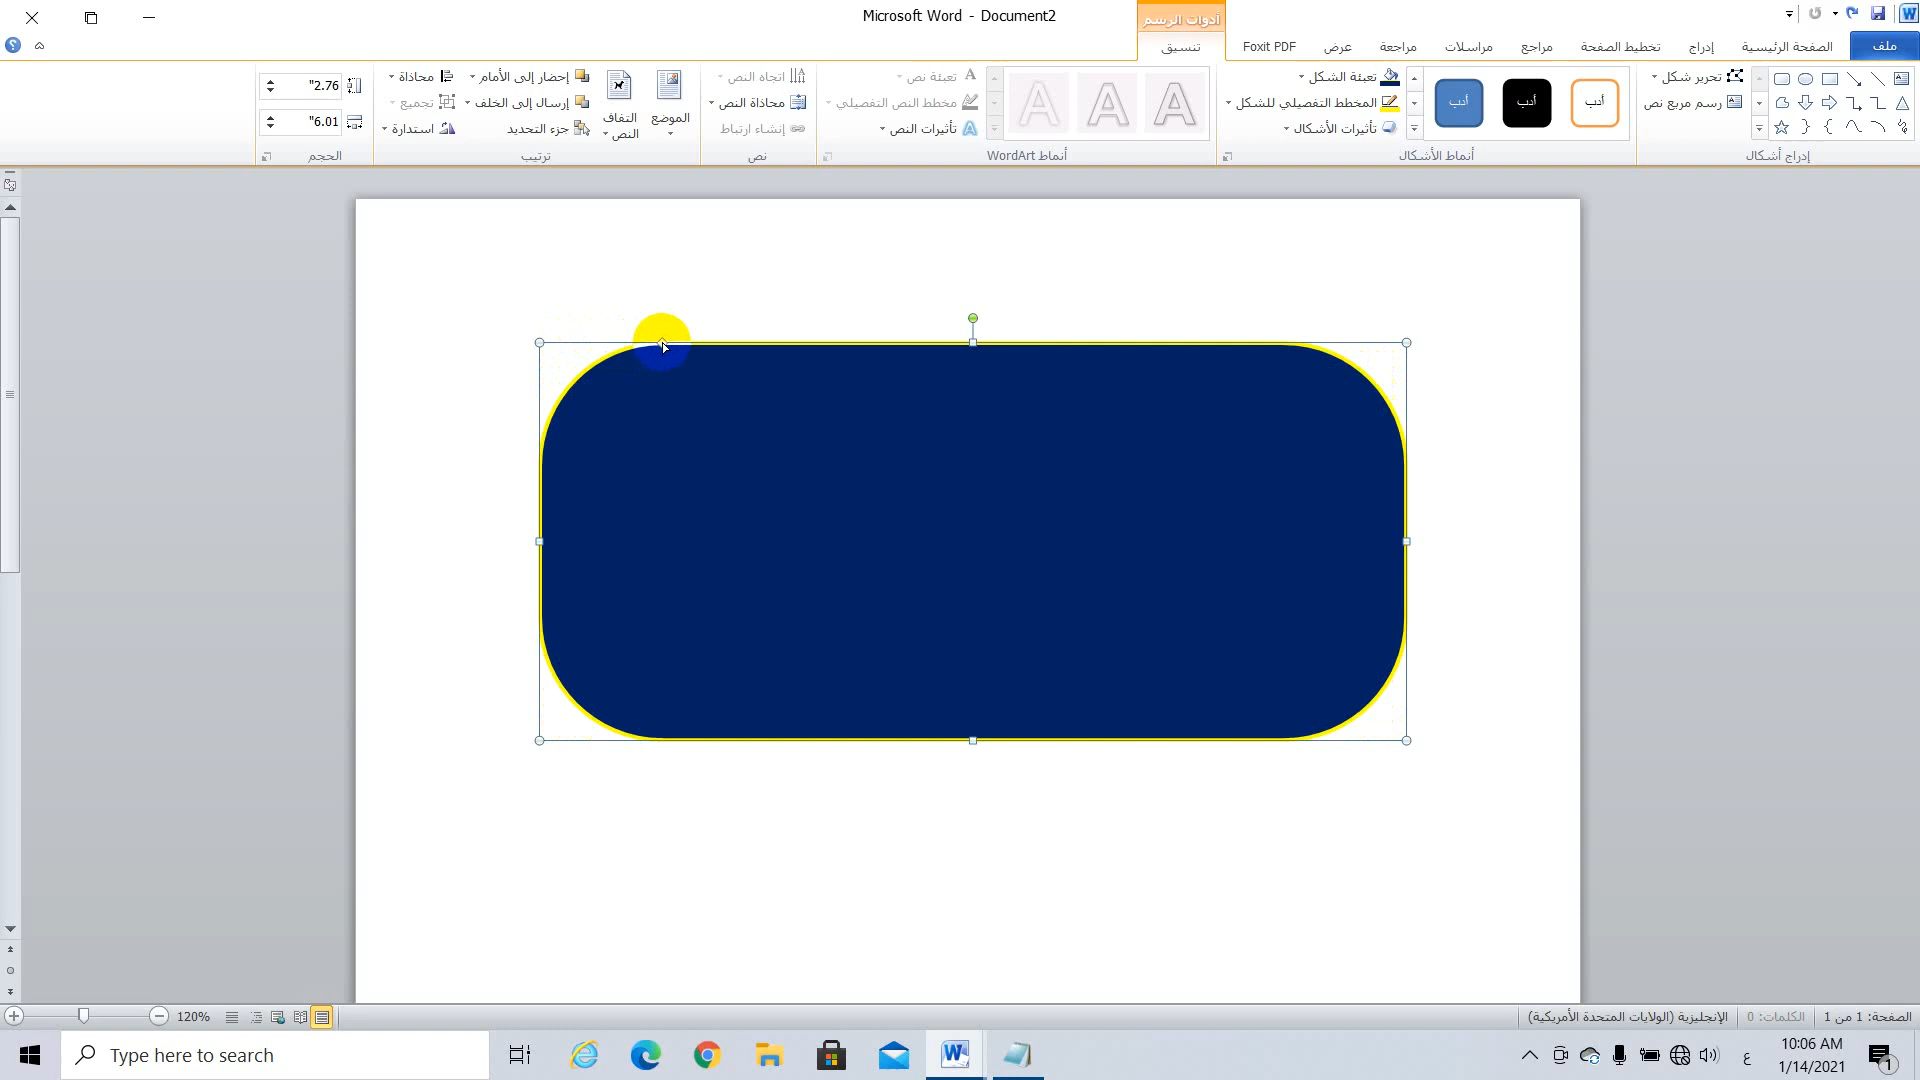 Microsoft Word - Document2
أدوات الرسم
ملف
الصفحة الرئيسية
إدراج
تخطيط الصفحة
مراجع
مراسلات
مراجعة
عرض
Foxit PDF
تنسيق
تحرير شكل
رسم مربع نص
إدراج أشكال
أدب
أدب
أدب
تعبئة الشكل
المخطط التفصيلي للشكل
تأثيرات الأشكال
أنماط الأشكال
A
A
A
تعبئة نص
مخطط النص التفصيلي
تأثيرات النص
أنماط WordArt
اتجاه النص
محاذاة النص
إنشاء ارتباط
نص
الموضع
التفاف
النص
إحضار إلى الأمام
إرسال إلى الخلف
جزء التحديد
محاذاة
تجميع
استدارة
ترتيب
2.76"
6.01"
الحجم
الصفحة: 1 من 1
الكلمات: 0
الإنجليزية (الولايات المتحدة الأمريكية)
120%
Type here to search
ع
10:06 AM
1/14/2021
1